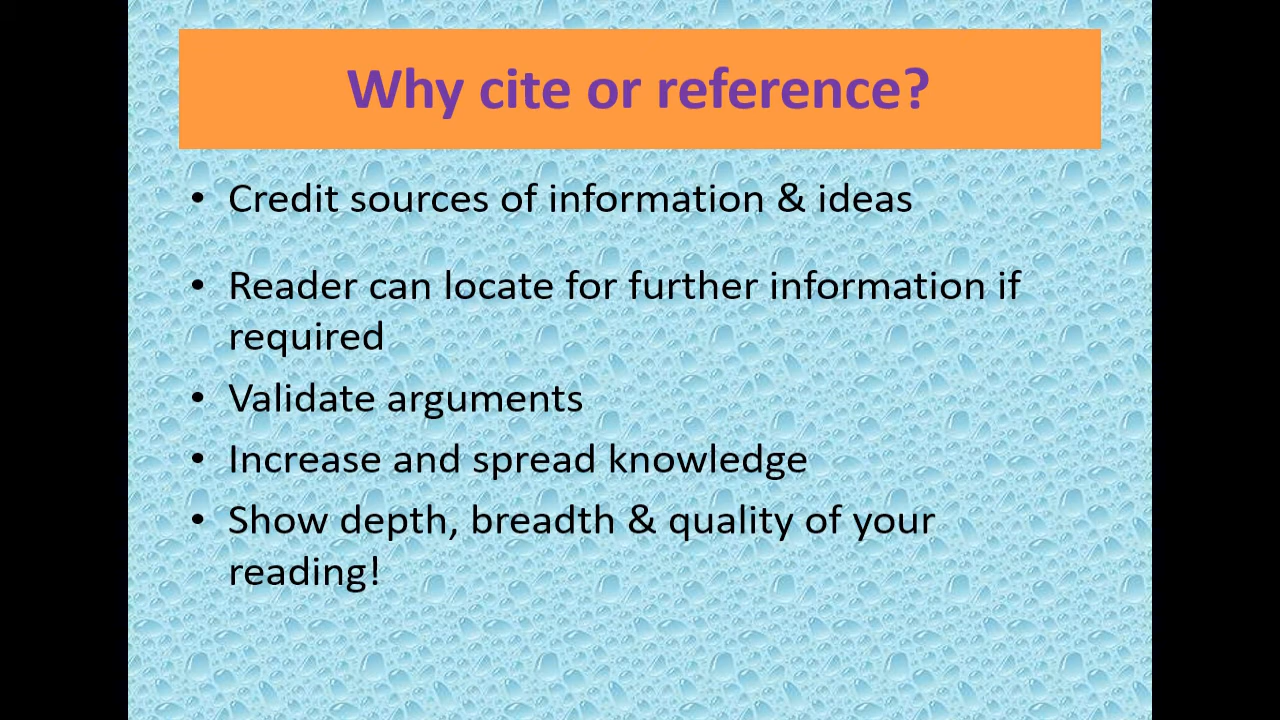 Why cite or reference?
• Credit sources of information & ideas
• Reader can locate for further information if
required
• Validate arguments
• Increase and spread knowledge
• Show depth, breadth & quality of your
reading!